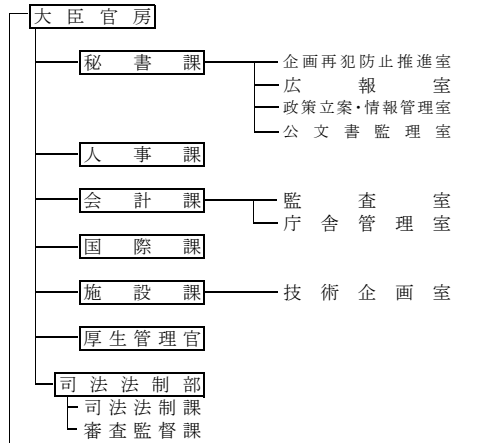 大臣官房
秘書課
企画再犯防止推進室
広報室
政策立案・情報管理室
公文書監理室
人事課
会計課
監査室
庁舎管理室
国際課
施設課
技術企画室
厚生管理官
司法法制部
司法法制課
審査監督課